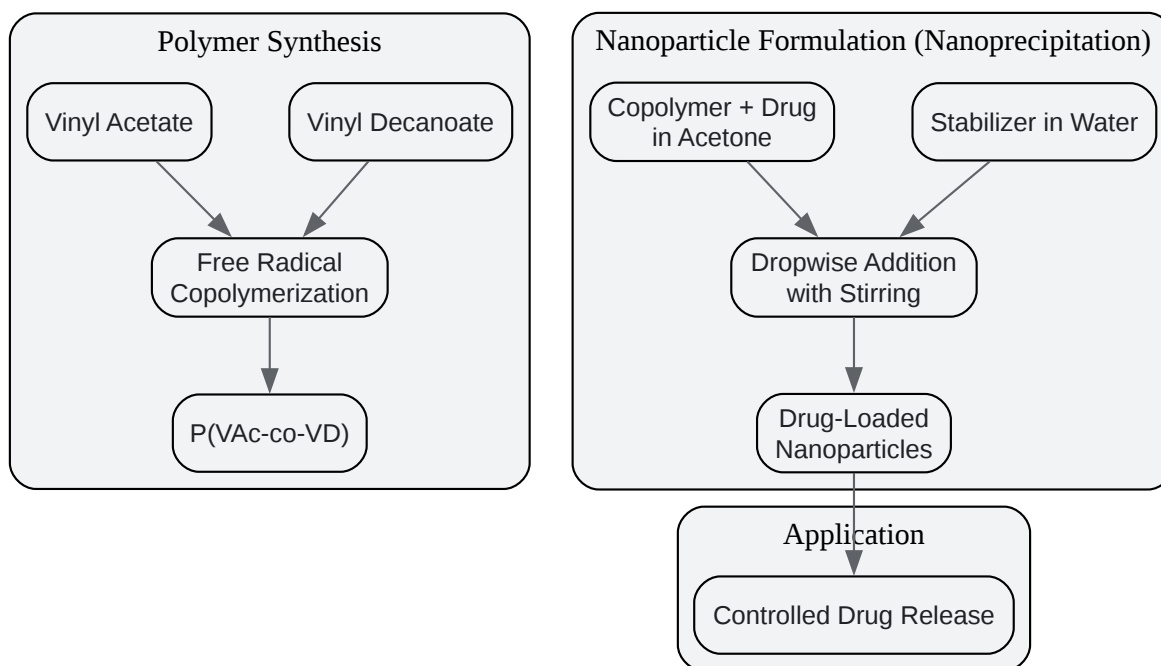 Polymer Synthesis
Vinyl Acetate
Vinyl Decanoate
Free Radical
Copolymerization
P(VAc-co-VD)
Nanoparticle Formulation (Nanoprecipitation)
Copolymer + Drug
in Acetone
Stabilizer in Water
Dropwise Addition
with Stirring
Drug-Loaded
Nanoparticles
Application
Controlled Drug Release